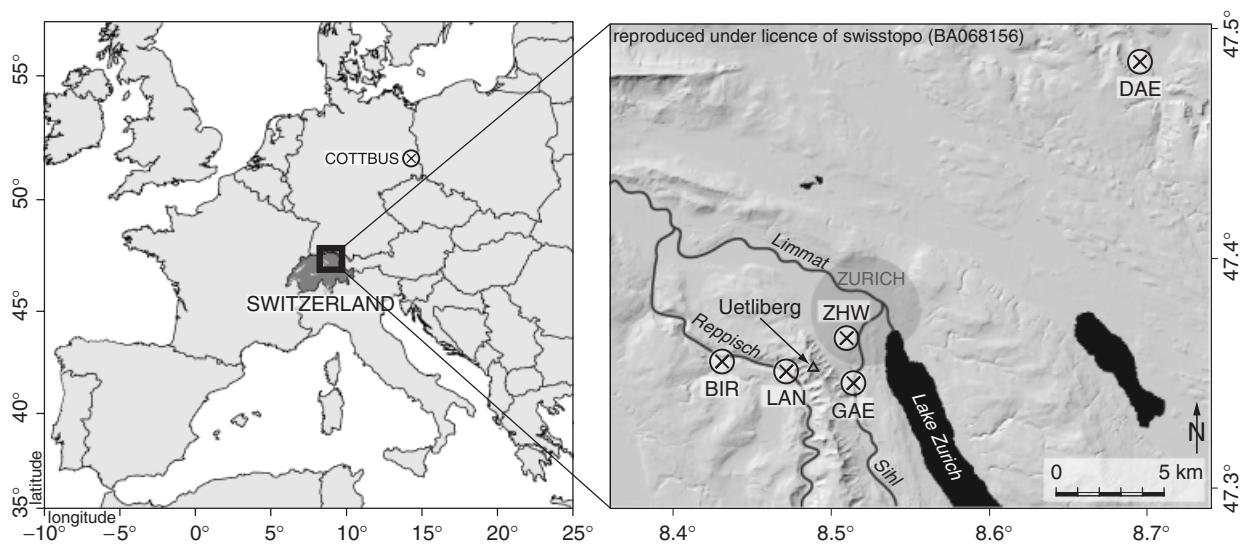 55°
50°
45°
40°
35°
latitude
longitude
−10°
−5°
0°
5°
10°
15°
20°
25°
COTTBUS
SWITZERLAND
reproduced under licence of swisstopo (BA068156)
DAE
Limmat
ZURICH
Uetliberg
ZHW
Reppisch
BIR
LAN
GAE
Lake Zurich
Sihl
N
0 5 km
47.5°
47.4°
47.3°
8.4°
8.5°
8.6°
8.7°